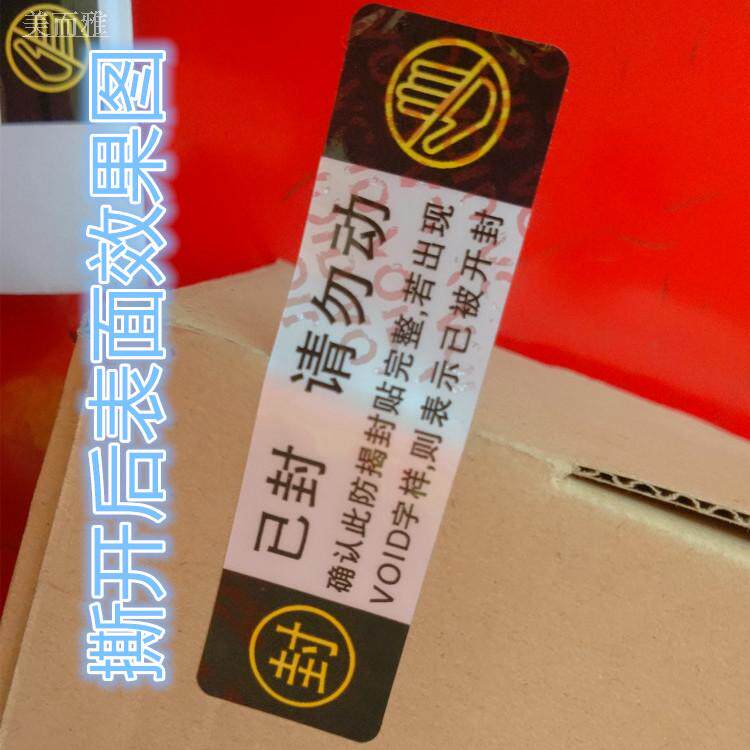 美而雅
撕开后表面效果图
已封 请勿动
确认此防揭封贴完整,若出现
VOID字样,则表示已被开封
封